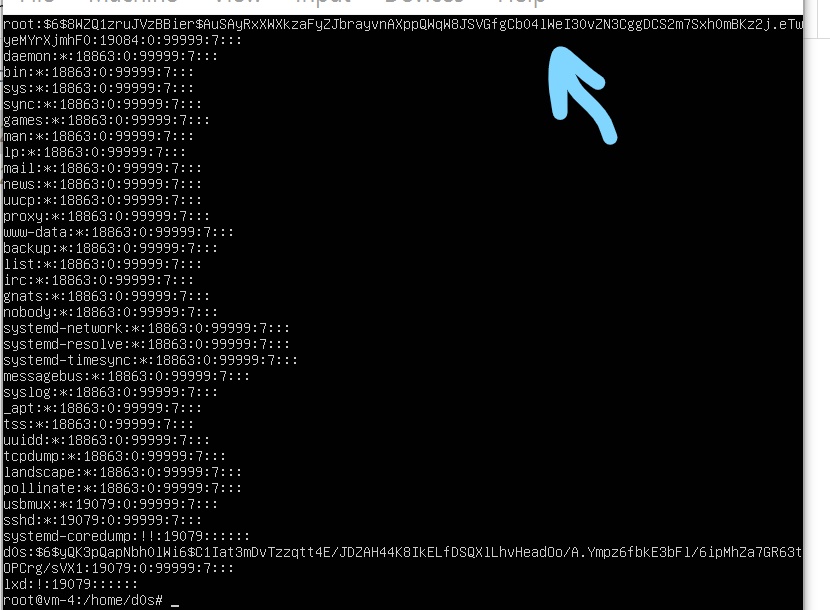 File Machine View Input Devices Help
root:$6$8WZQ1zruJVzBBier$AuSAyRxXWXkzaFyZJbrayvnAXppQWqW8JSVGfgCbO4lWeI3OvZN3CggDCS2m7Sxh0mBKz2j.eTw
yeMYrXjmhF0:19084:0:99999:7:::
daemon:*:18863:0:99999:7:::
bin:*:18863:0:99999:7:::
sys:*:18863:0:99999:7:::
sync:*:18863:0:99999:7:::
games:*:18863:0:99999:7:::
man:*:18863:0:99999:7:::
lp:*:18863:0:99999:7:::
mail:*:18863:0:99999:7:::
news:*:18863:0:99999:7:::
uucp:*:18863:0:99999:7:::
proxy:*:18863:0:99999:7:::
www-data:*:18863:0:99999:7:::
backup:*:18863:0:99999:7:::
list:*:18863:0:99999:7:::
irc:*:18863:0:99999:7:::
gnats:*:18863:0:99999:7:::
nobody:*:18863:0:99999:7:::
systemd-network:*:18863:0:99999:7:::
systemd-resolve:*:18863:0:99999:7:::
systemd-timesync:*:18863:0:99999:7:::
messagebus:*:18863:0:99999:7:::
syslog:*:18863:0:99999:7:::
_apt:*:18863:0:99999:7:::
tss:*:18863:0:99999:7:::
uuidd:*:18863:0:99999:7:::
tcpdump:*:18863:0:99999:7:::
landscape:*:18863:0:99999:7:::
pollinate:*:18863:0:99999:7:::
usbmux:*:19079:0:99999:7:::
sshd:*:19079:0:99999:7:::
systemd-coredump:!!:19079::::::
d0s:$6$yQK3pQapNbh0lWi6$C1Iat3mDvTzzqtt4E/JDZAH44K8IkELfDSQXlLhvHeadOo/A.Ympz6fbkE3bFl/6ipMhZa7GR63t
OPCrg/sVX1:19079:0:99999:7:::
lxd:!:19079::::::
root@vm-4:/home/d0s# _